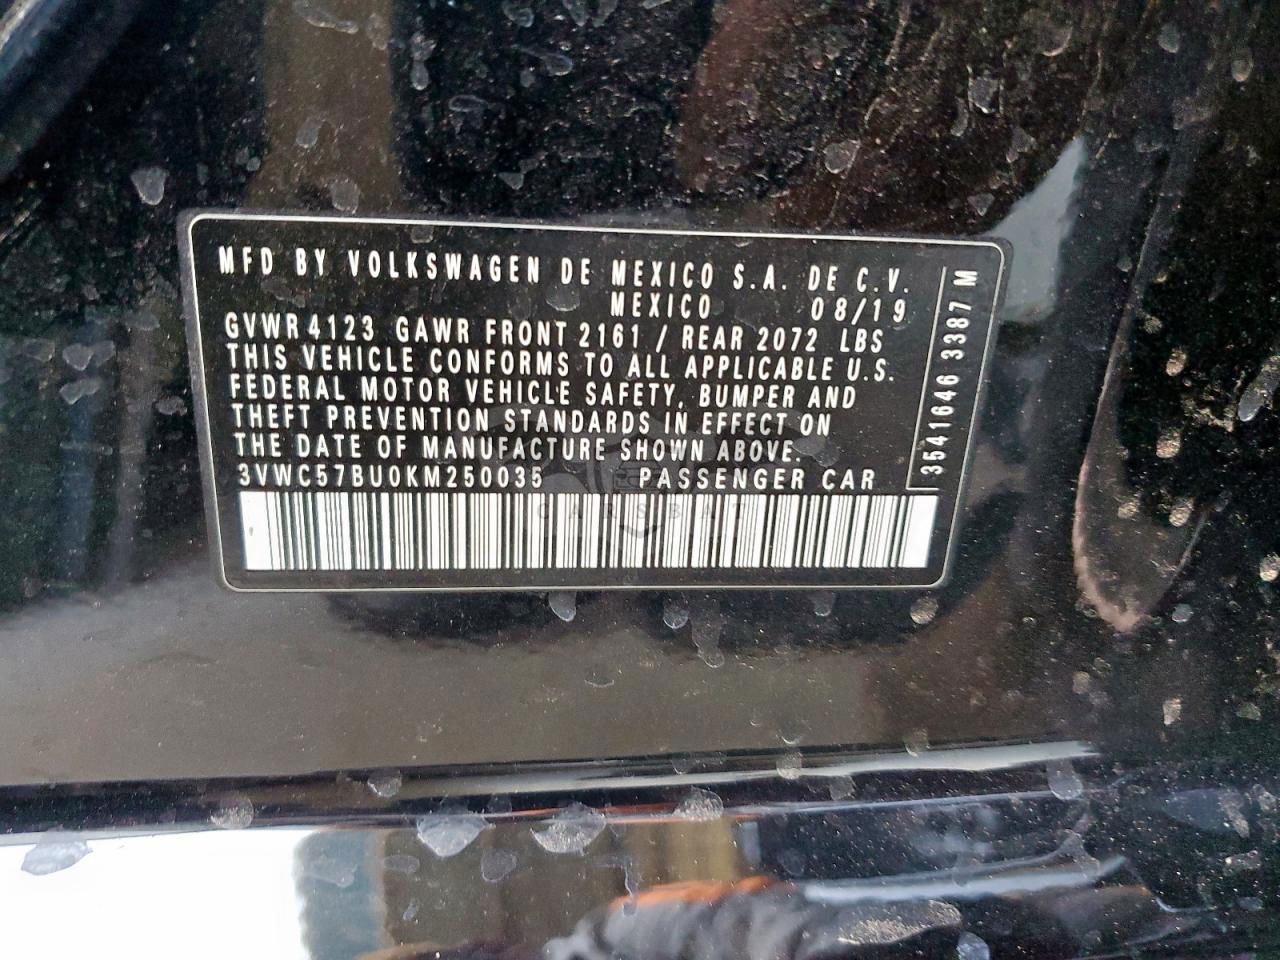 MFD BY VOLKSWAGEN DE MEXICO S.A. DE C.V.
MEXICO 08/19
GVWR 4123 GAWR FRONT 2161 / REAR 2072 LBS
THIS VEHICLE CONFORMS TO ALL APPLICABLE U.S.
FEDERAL MOTOR VEHICLE SAFETY, BUMPER AND
THEFT PREVENTION STANDARDS IN EFFECT ON
THE DATE OF MANUFACTURE SHOWN ABOVE.
3VWC57BU0KM250035 PASSENGER CAR
CARSBAT
3541646 3387 M